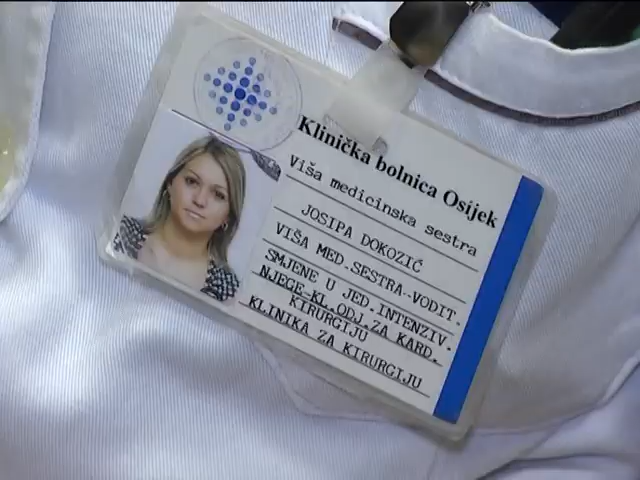 Klinička bolnica Osijek
Viša medicinska sestra
JOSIPA DOKOZIĆ
VIŠA MED.SESTRA-VODIT.
SMJENE U JED.INTENZIV.
NJEGE-KL.ODJ.ZA KARD.
KIRURGIJU
KLINIKA ZA KIRURGIJU